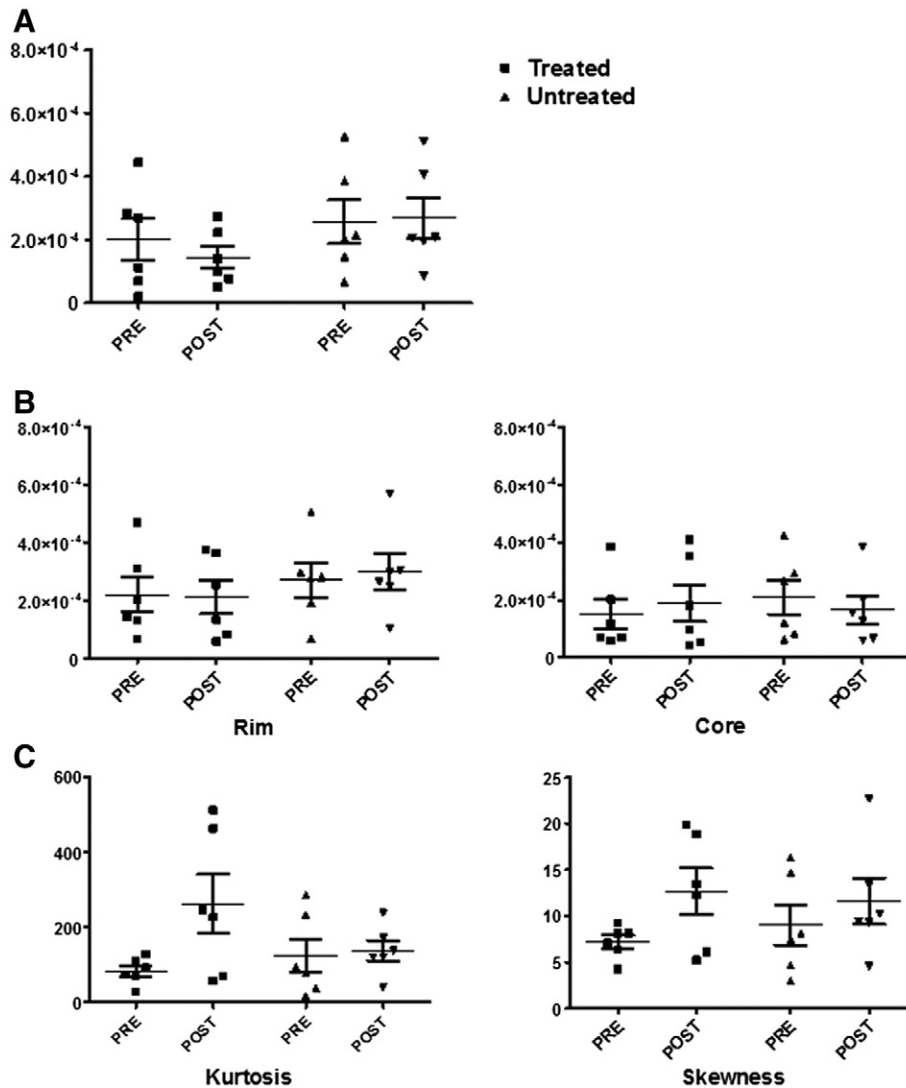 A
8.0×10⁻⁴
6.0×10⁻⁴
4.0×10⁻⁴
2.0×10⁻⁴
0
PRE
POST
PRE
POST
Treated
Untreated
B
8.0×10⁻⁴
6.0×10⁻⁴
4.0×10⁻⁴
2.0×10⁻⁴
0
PRE
POST
PRE
POST
Rim
8.0×10⁻⁴
6.0×10⁻⁴
4.0×10⁻⁴
2.0×10⁻⁴
0
PRE
POST
PRE
POST
Core
C
600
400
200
0
PRE
POST
PRE
POST
Kurtosis
25
20
15
10
5
0
PRE
POST
PRE
POST
Skewness